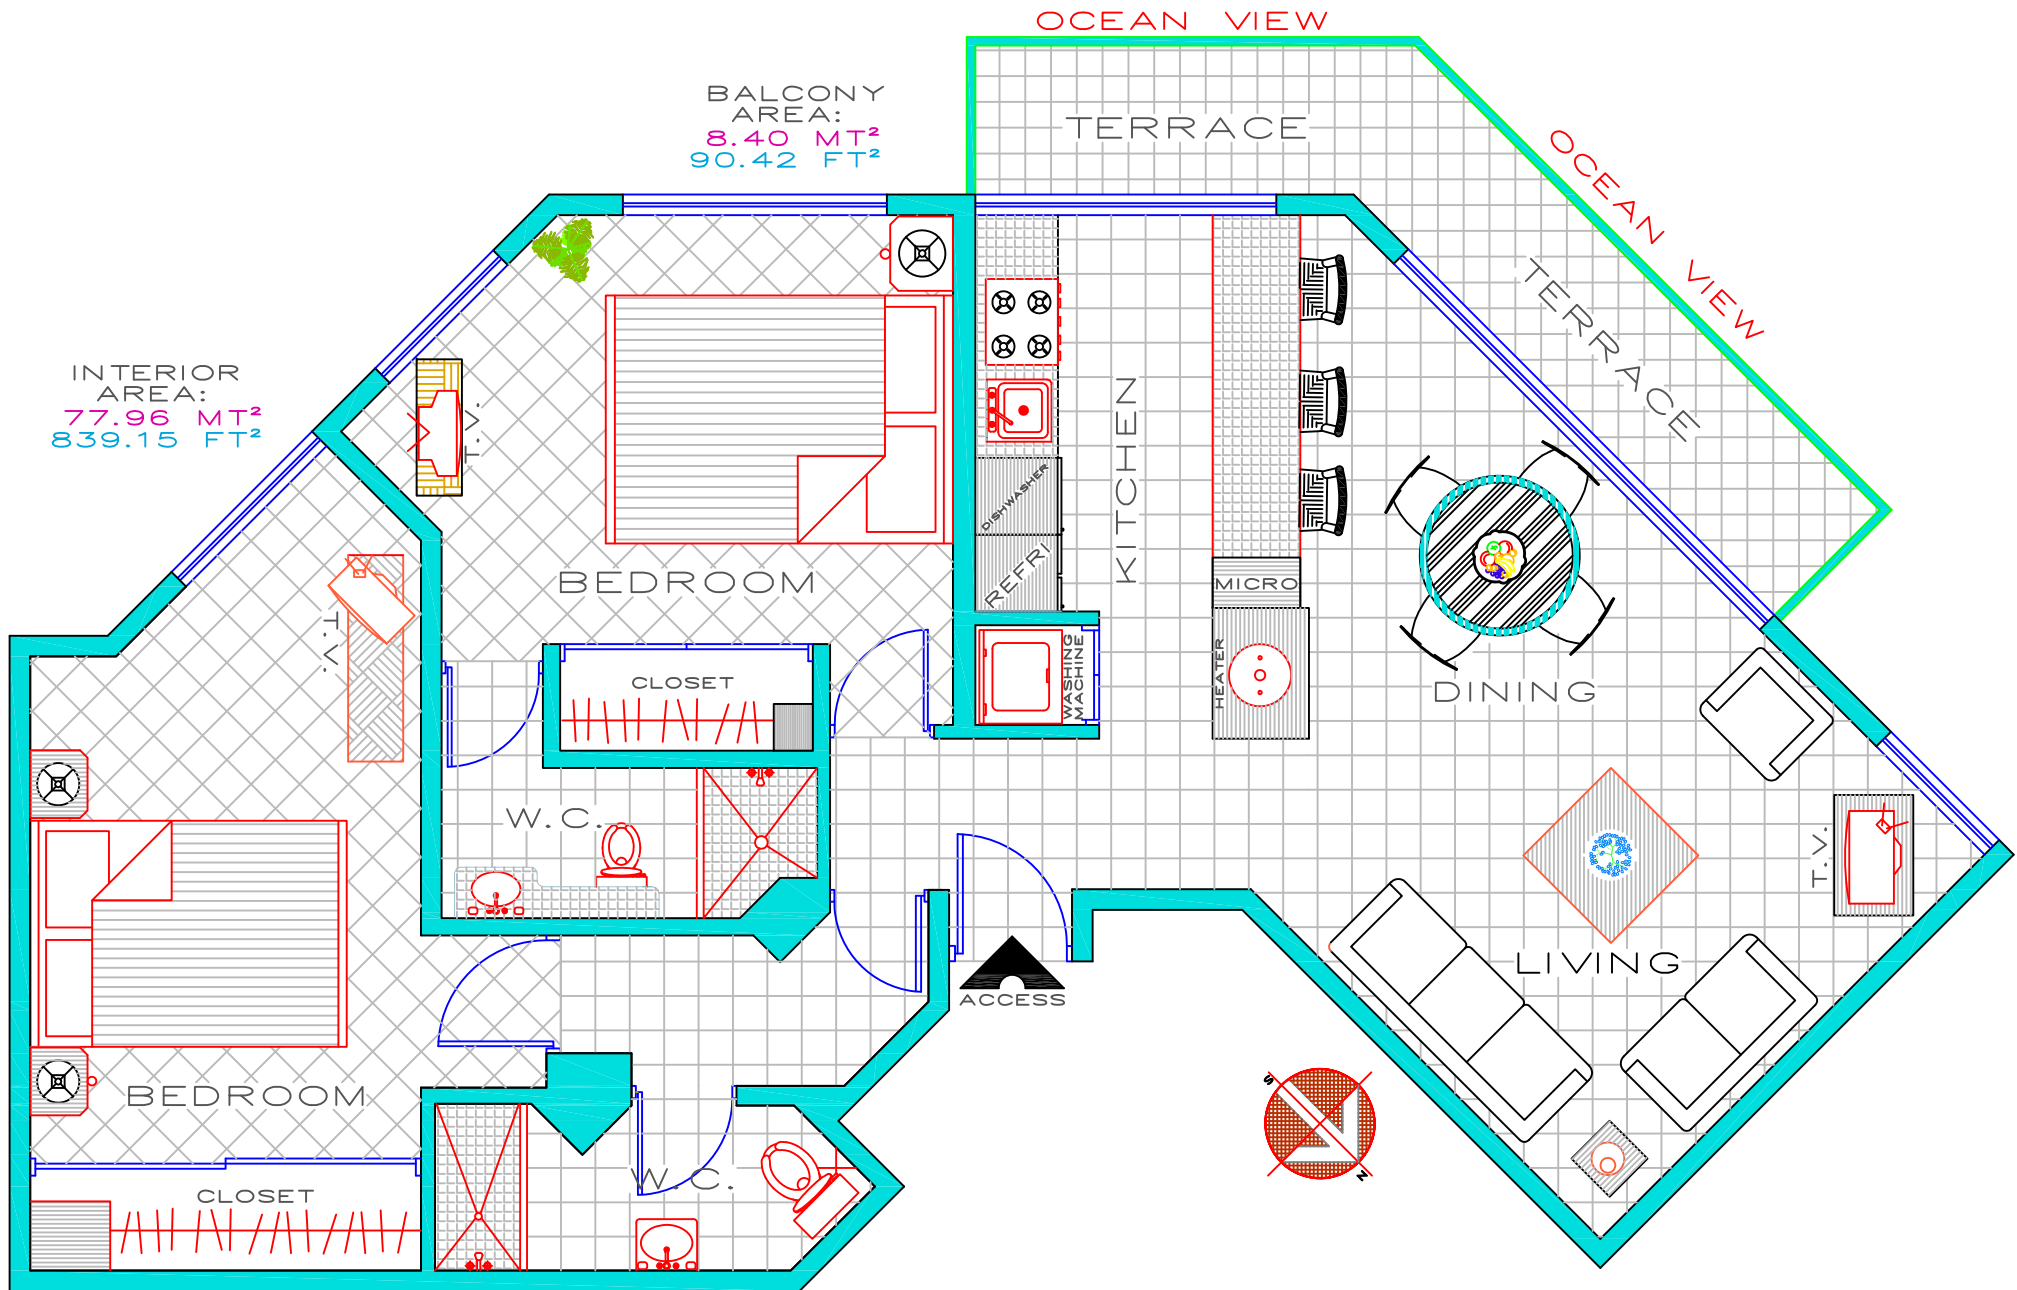 OCEAN VIEW
BALCONY
AREA:
8.40 MT²
90.42 FT²
TERRACE
OCEAN VIEW
TERRACE
INTERIOR
AREA:
77.96 MT²
839.15 FT²
T.V.
KITCHEN
DISHWASHER
REFRI
MICRO
BEDROOM
T.V.
WASHING
MACHINE
HEATER
DINING
CLOSET
W.C.
T.V.
LIVING
ACCESS
BEDROOM
S
N
W.C.
CLOSET